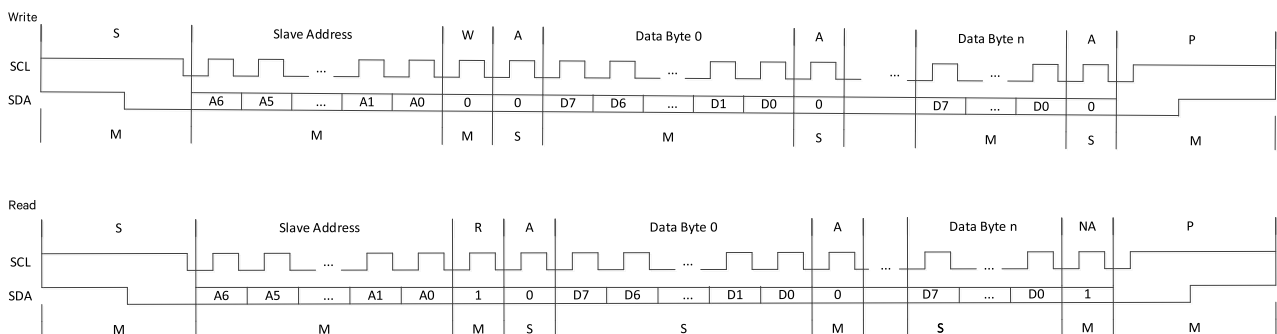 Write
S Slave Address W A Data Byte 0 A Data Byte n A P
SCL ... ... ... ...
SDA A6 A5 ... A1 A0 0 0 D7 D6 ... D1 D0 0 D7 ... D0 0
M M M S M S M S M
Read
S Slave Address R A Data Byte 0 A Data Byte n NA P
SCL ... ... ... ...
SDA A6 A5 ... A1 A0 1 0 D7 D6 ... D1 D0 0 D7 ... D0 1
M M M S S M S M M